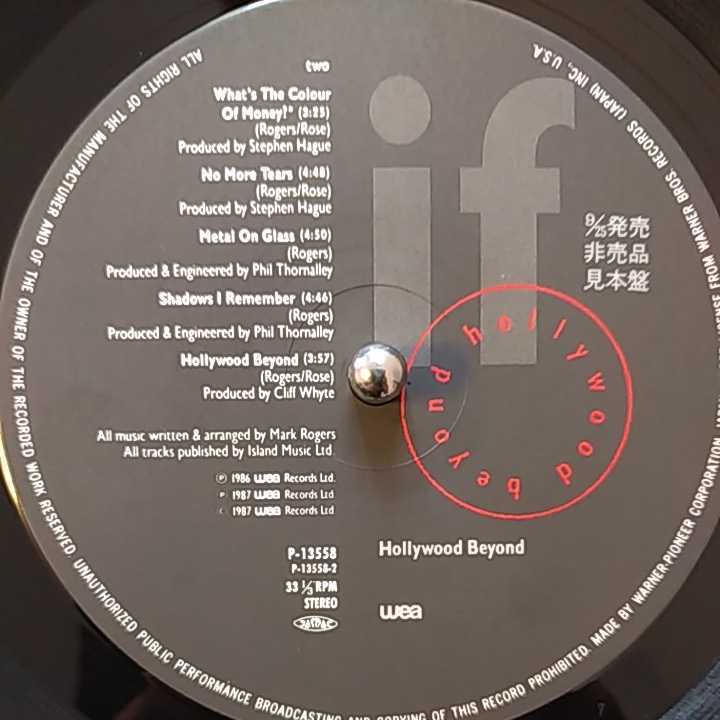 two
What's The Colour
Of Money?* (3:25)
(Rogers/Rose)
Produced by Stephen Hague
No More Tears (4:48)
(Rogers/Rose)
Produced by Stephen Hague
Metal On Glass (4:50)
(Rogers)
Produced & Engineered by Phil Thornalley
Shadows I Remember (4:46)
(Rogers)
Produced & Engineered by Phil Thornalley
Hollywood Beyond (3:57)
(Rogers/Rose)
Produced by Cliff Whyte
All music written & arranged by Mark Rogers
All tracks published by Island Music Ltd
℗ 1986 wea Records Ltd.
℗ 1987 wea Records Ltd
© 1987 wea Records Ltd
P-13558
P-13558-2
33 ⅓ RPM
STEREO
JASRAC
if
9/25発売
非売品
見本盤
hollywood beyond
Hollywood Beyond
wea
ALL RIGHTS OF THE MANUFACTURER AND OF THE OWNER OF THE RECORDED WORK RESERVED. UNAUTHORIZED PUBLIC PERFORMANCE BROADCASTING AND COPYING OF THIS RECORD PROHIBITED. MADE BY WARNER-PIONEER CORPORATION,
FROM WARNER BROS. RECORDS (JAPAN) INC., U.S.A.